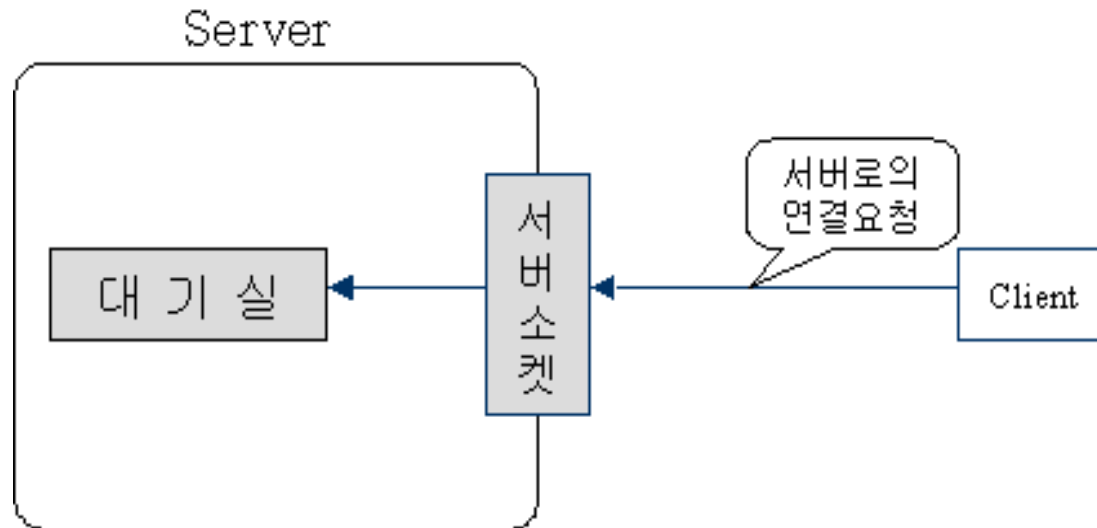 Server
서버로의
연결요청
서
버
소
켓
대 기 실
Client